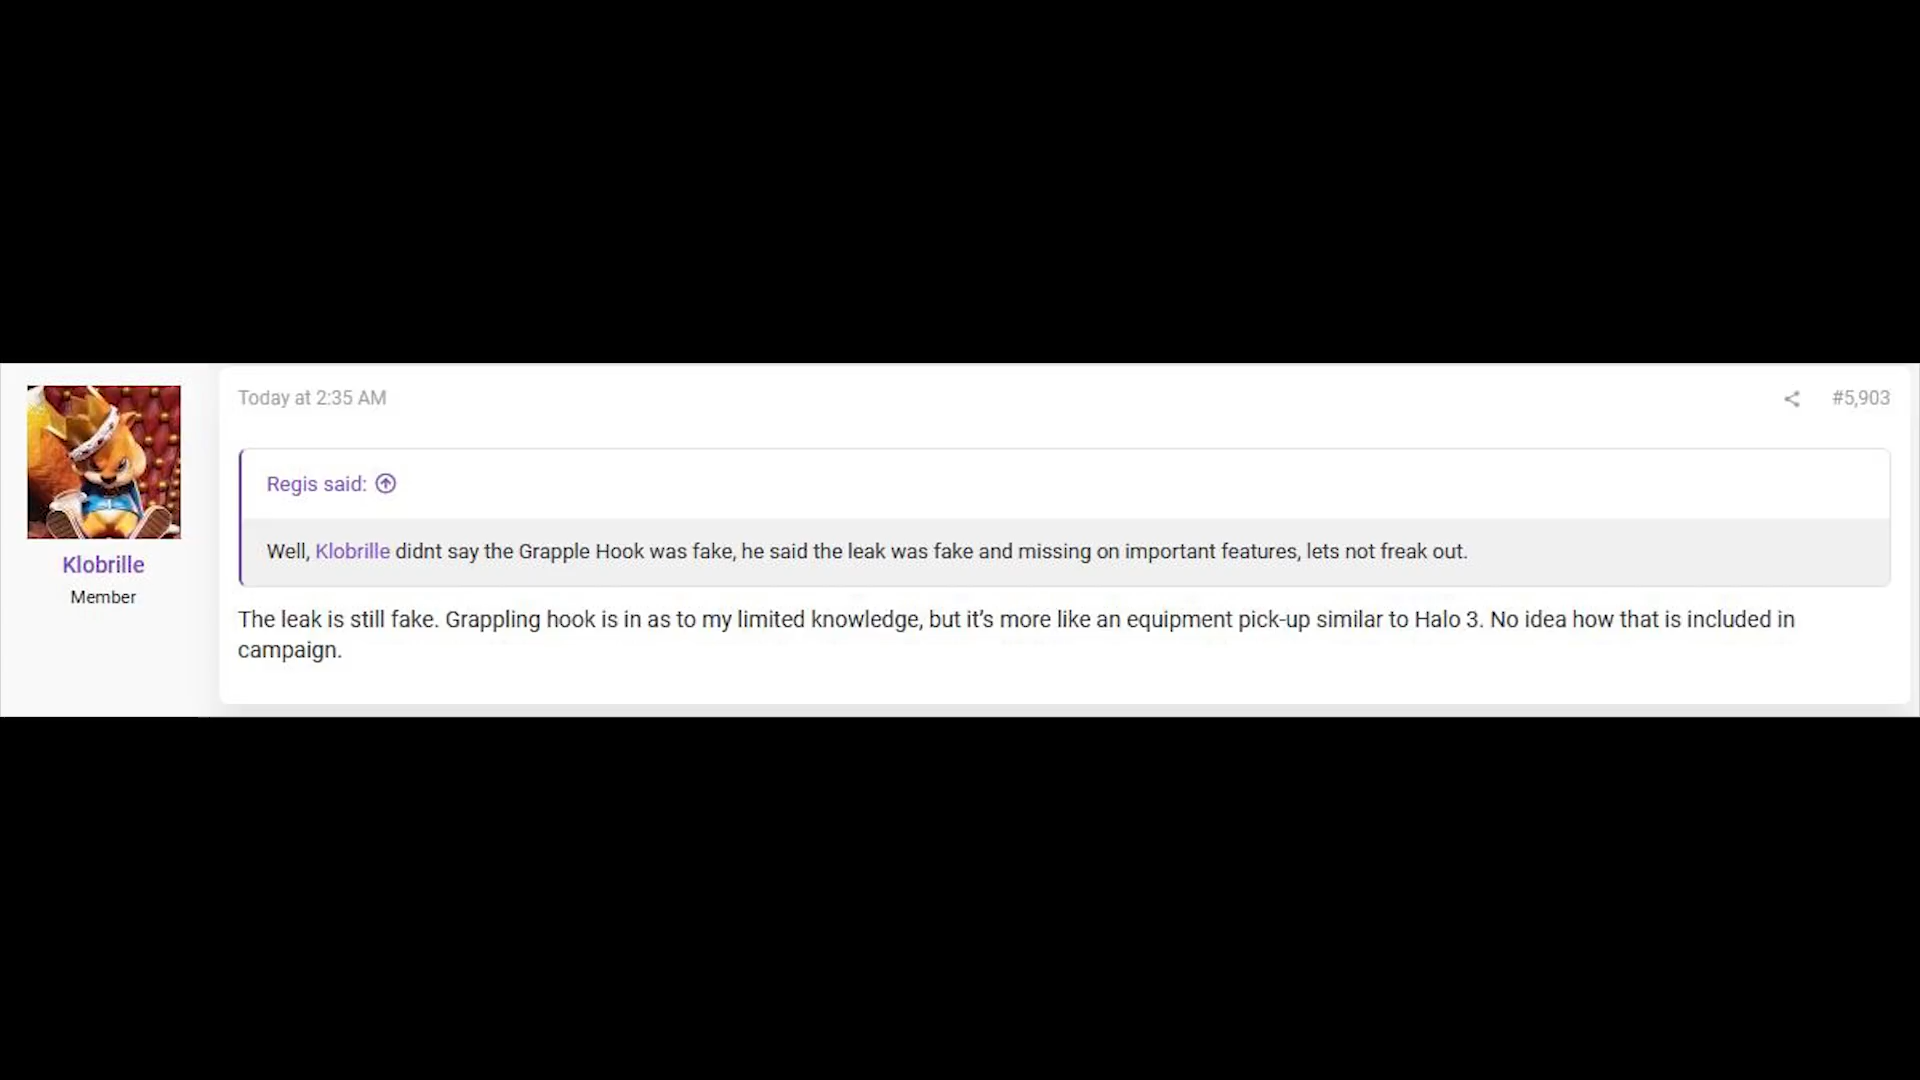 Today at 2:35 AM
#5,903
Regis said:
Well, Klobrille didnt say the Grapple Hook was fake, he said the leak was fake and missing on important features, lets not freak out.
Klobrille
Member
The leak is still fake. Grappling hook is in as to my limited knowledge, but it’s more like an equipment pick-up similar to Halo 3. No idea how that is included in
campaign.